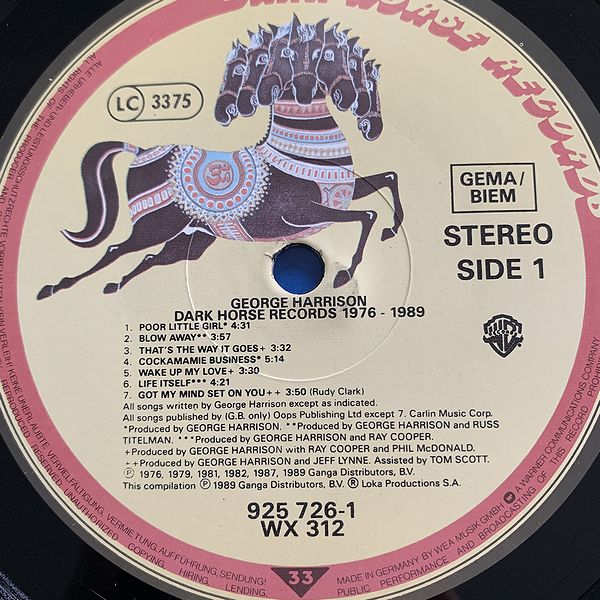 DARK HORSE RECORDS
LC 3375
GEMA/
BIEM
STEREO
SIDE 1
GEORGE HARRISON
DARK HORSE RECORDS 1976 - 1989
1. POOR LITTLE GIRL* 4:31
2. BLOW AWAY** 3:57
3. THAT'S THE WAY IT GOES+ 3:32
4. COCKAMAMIE BUSINESS* 5:14
5. WAKE UP MY LOVE+ 3:30
6. LIFE ITSELF*** 4:21
7. GOT MY MIND SET ON YOU++ 3:50 (Rudy Clark)
All songs written by George Harrison except as indicated.
All songs published by (G.B. only) Oops Publishing Ltd except 7. Carlin Music Corp.
*Produced by GEORGE HARRISON. **Produced by GEORGE HARRISON and RUSS
TITELMAN. ***Produced by GEORGE HARRISON and RAY COOPER.
+Produced by GEORGE HARRISON with RAY COOPER and PHIL McDONALD.
++Produced by GEORGE HARRISON and JEFF LYNNE. Assisted by TOM SCOTT.
Ⓟ 1976, 1979, 1981, 1982, 1987, 1989 Ganga Distributors, B.V.
This compilation Ⓟ 1989 Ganga Distributors, B.V. ® Loka Productions S.A.
925 726-1
WX 312
33
ALLE URHEBER- UND LEISTUNGSSCHUTZRECHTE VORBEHALTEN. KEIN VERLEIH! KEINE UNERLAUBTE VERVIELFÄLTIGUNG, VERMIETUNG, AUFFÜHRUNG, SENDUNG!
ALL RIGHTS OF THE PRODUCER AND RESERVED. UNAUTHORIZED COPYING, HIRING, LENDING,
PUBLIC PERFORMANCE AND BROADCASTING OF THIS RECORD PROHIB
MADE IN GERMANY BY WEA MUSIK GMBH A WARNER COMMUNICATIONS COMPANY